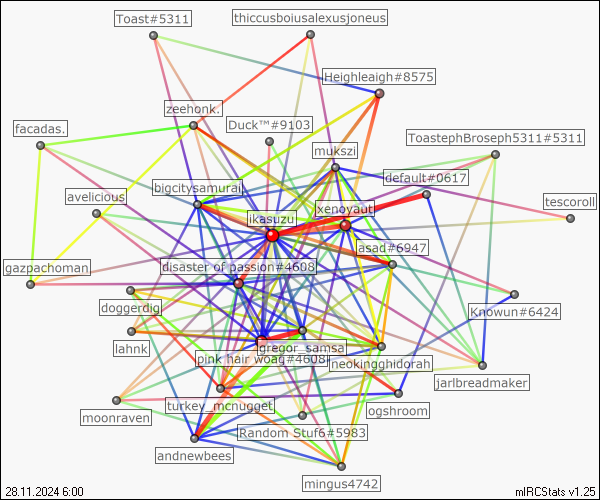 Toast#5311
thiccusboiusalexusjoneus
Heighleigh#8575
zeehonk.
Duck™#9103
facadas.
ToastephBroseph5311#5311
mukszi
default#0617
bigcitysamuraj
avelicious
xenoyaut
ikasuzu
tescoroll
asad#6947
gazpachoman.
disaster of passion#4608
doggerdig
Knowun#6424
lahnk
gregor_samsa
pink hair woag#4608
neokingghidorah
jarlbreadmaker
turkey_mcnugget
ogshroom
moonraven
Random Stuf6#5983
andnewbees
mingus4742
28.11.2024 6:00
mIRCStats v1.25